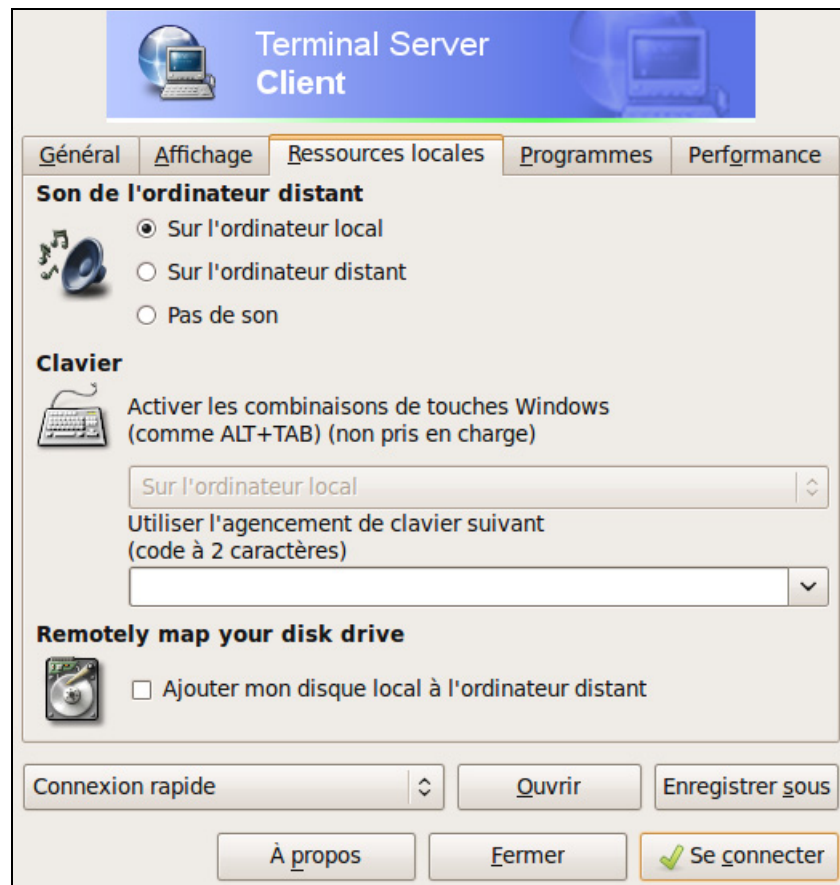 Terminal Server
Client
Général
Affichage
Ressources locales
Programmes
Performance
Son de l'ordinateur distant
Sur l'ordinateur local
Sur l'ordinateur distant
Pas de son
Clavier
Activer les combinaisons de touches Windows
(comme ALT+TAB) (non pris en charge)
Sur l'ordinateur local
Utiliser l'agencement de clavier suivant
(code à 2 caractères)
Remotely map your disk drive
Ajouter mon disque local à l'ordinateur distant
Connexion rapide
Ouvrir
Enregistrer sous
À propos
Fermer
Se connecter